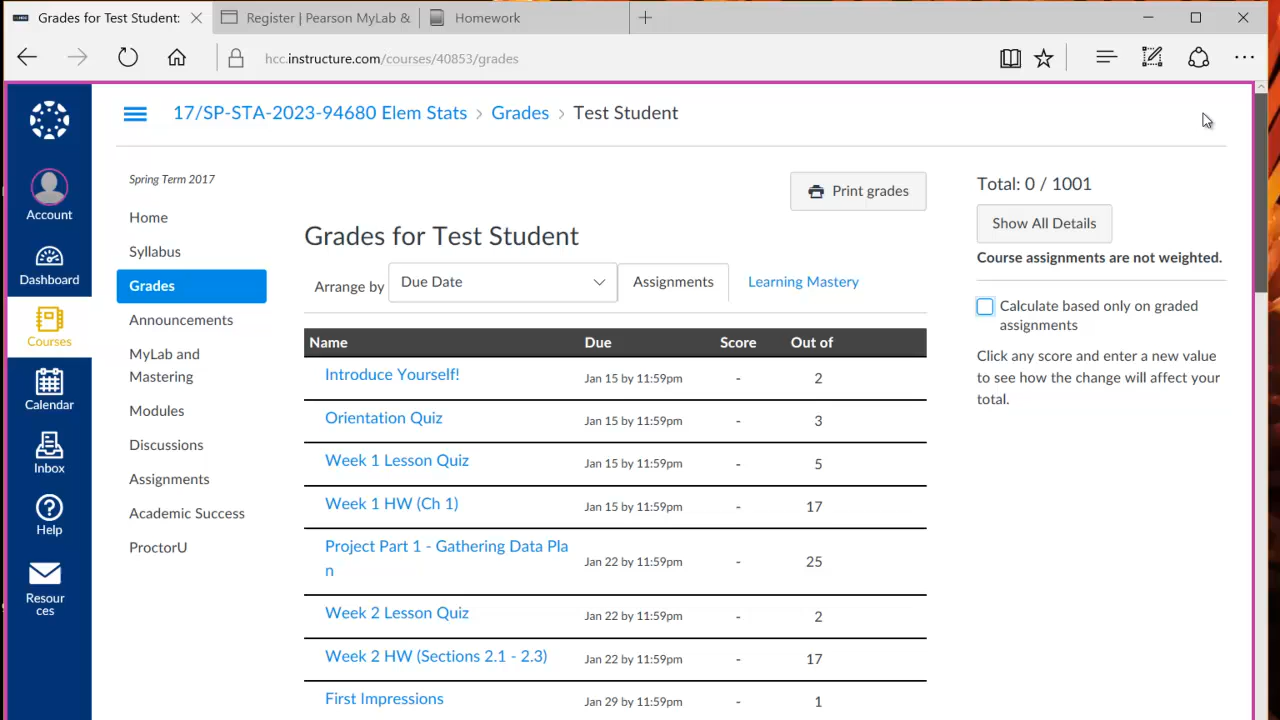 Grades for Test Student:
Register | Pearson MyLab &
Homework
hcc.instructure.com/courses/40853/grades
17/SP-STA-2023-94680 Elem Stats > Grades > Test Student
Account
Dashboard
Courses
Calendar
Inbox
Help
Resour
ces
Spring Term 2017
Home
Syllabus
Grades
Announcements
MyLab and
Mastering
Modules
Discussions
Assignments
Academic Success
ProctorU
Print grades
Grades for Test Student
Arrange by Due Date Assignments Learning Mastery
Name Due Score Out of
Introduce Yourself! Jan 15 by 11:59pm - 2
Orientation Quiz Jan 15 by 11:59pm - 3
Week 1 Lesson Quiz Jan 15 by 11:59pm - 5
Week 1 HW (Ch 1) Jan 15 by 11:59pm - 17
Project Part 1 - Gathering Data Pla
n Jan 22 by 11:59pm - 25
Week 2 Lesson Quiz Jan 22 by 11:59pm - 2
Week 2 HW (Sections 2.1 - 2.3) Jan 22 by 11:59pm - 17
First Impressions Jan 29 by 11:59pm - 1
Total: 0 / 1001
Show All Details
Course assignments are not weighted.
Calculate based only on graded
assignments
Click any score and enter a new value
to see how the change will affect your
total.